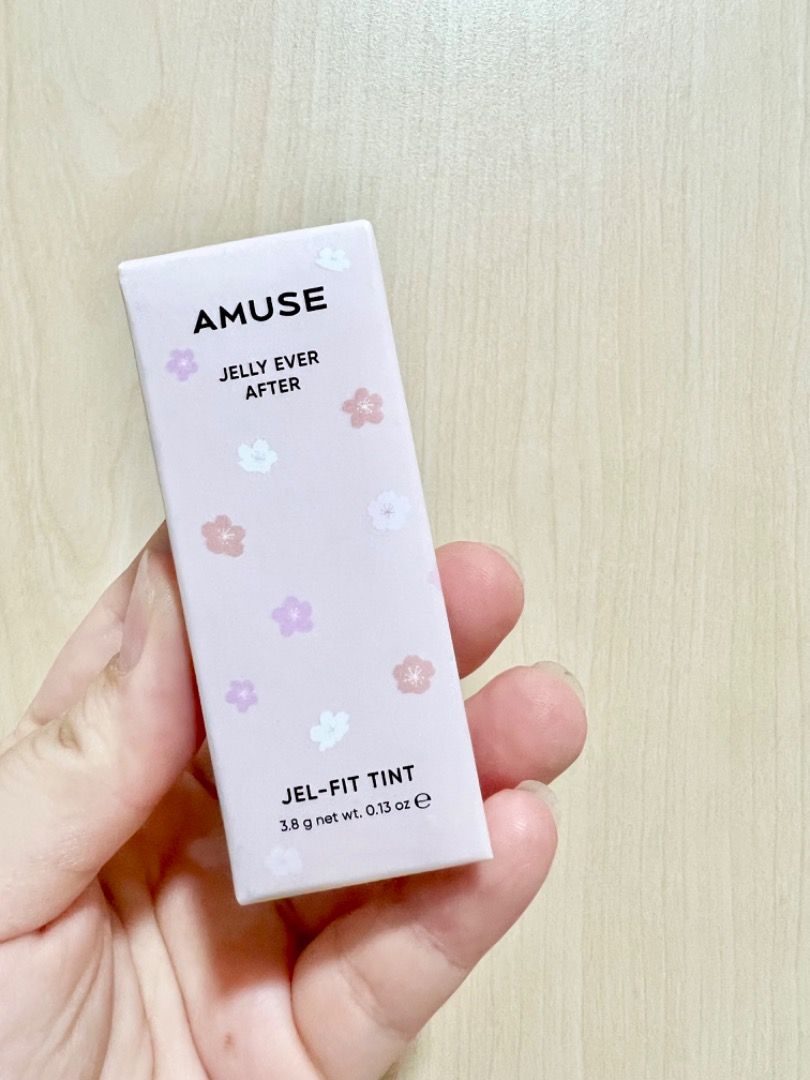 AMUSE
JELLY EVER
AFTER
JEL-FIT TINT
3.8 g net wt. 0.13 oz ℮